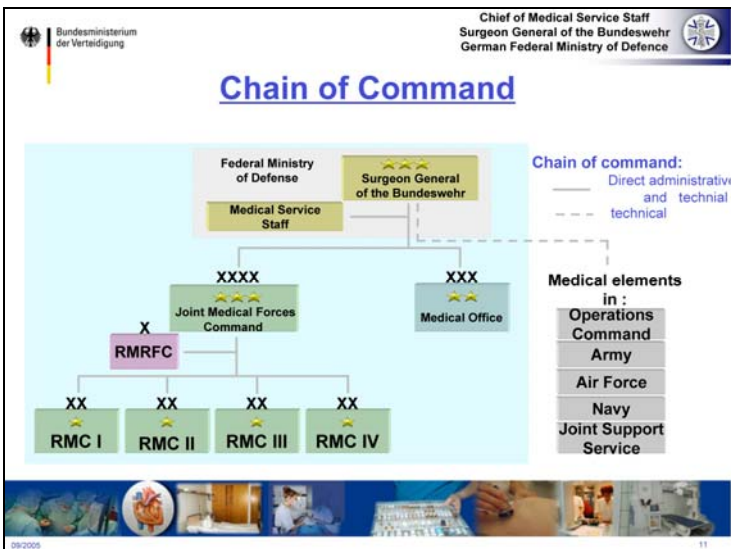 Bundesministerium
der Verteidigung
Chief of Medical Service Staff
Surgeon General of the Bundeswehr
German Federal Ministry of Defence
Chain of Command
Federal Ministry
of Defense
Surgeon General
of the Bundeswehr
Medical Service
Staff
Chain of command:
Direct administrative
and technial
technical
XXXX
Joint Medical Forces
Command
XXX
Medical Office
X
RMRFC
XX
RMC I
XX
RMC II
XX
RMC III
XX
RMC IV
Medical elements
in :
Operations
Command
Army
Air Force
Navy
Joint Support
Service
09/2005
11